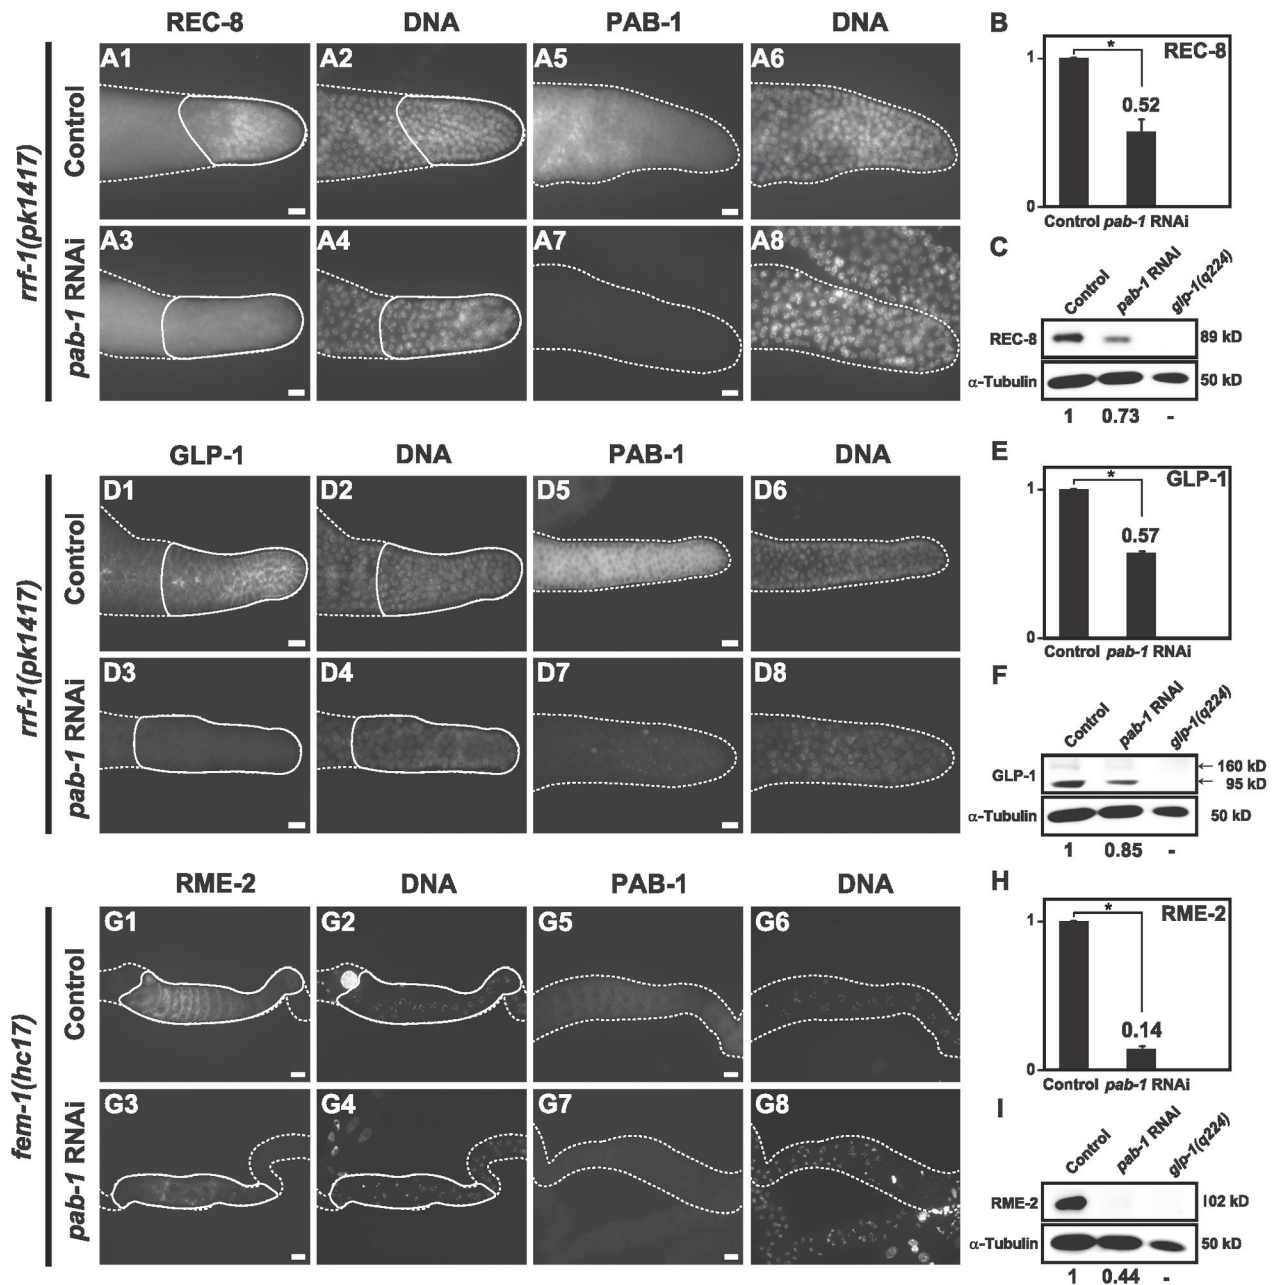 REC-8 DNA PAB-1 DNA
rrf-1(pk1417)
Control
A1 A2 A5 A6
pab-1 RNAi
A3 A4 A7 A8
B
REC-8
1
*
0.52
0
Control pab-1 RNAi
C
Control pab-1 RNAi glp-1(q224)
REC-8 89 kD
α-Tubulin 50 kD
1 0.73 -
GLP-1 DNA PAB-1 DNA
rrf-1(pk1417)
Control
D1 D2 D5 D6
pab-1 RNAi
D3 D4 D7 D8
E
GLP-1
1
*
0.57
0
Control pab-1 RNAi
F
Control pab-1 RNAi glp-1(q224)
GLP-1
← 160 kD
← 95 kD
α-Tubulin 50 kD
1 0.85 -
RME-2 DNA PAB-1 DNA
fem-1(hc17)
Control
G1 G2 G5 G6
pab-1 RNAi
G3 G4 G7 G8
H
RME-2
1
*
0.14
0
Control pab-1 RNAi
I
Control pab-1 RNAi glp-1(q224)
RME-2 102 kD
α-Tubulin 50 kD
1 0.44 -